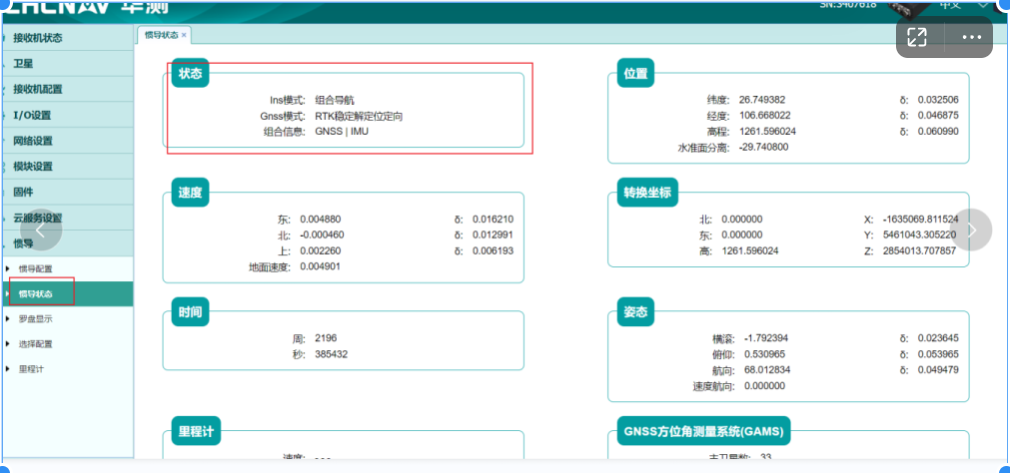 ZHCNAV 华测
SN:3407618 中文
接收机状态
卫星
接收机配置
I/O设置
网络设置
模块设置
固件
云服务设置
惯导
惯导配置
惯导状态
罗盘显示
选择配置
里程计
惯导状态 ×
状态
Ins模式: 组合导航
Gnss模式: RTK稳定解定位定向
组合信息: GNSS | IMU
位置
纬度: 26.749382 δ: 0.032506
经度: 106.668022 δ: 0.046875
高程: 1261.596024 δ: 0.060990
水准面分离: -29.740800
速度
东: 0.004880 δ: 0.016210
北: -0.000460 δ: 0.012991
上: 0.002260 δ: 0.006193
地面速度: 0.004901
转换坐标
北: 0.000000 X: -1635069.811524
东: 0.000000 Y: 5461043.305220
高: 1261.596024 Z: 2854013.707857
时间
周: 2196
秒: 385432
姿态
横滚: -1.792394 δ: 0.023645
俯仰: 0.530965 δ: 0.053965
航向: 68.012834 δ: 0.049479
速度航向: 0.000000
里程计
速度: ---
GNSS方位角测量系统(GAMS)
主卫星数: 33